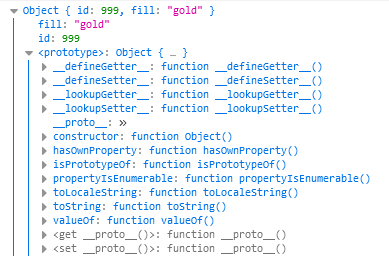 Object { id: 999, fill: "gold" }
fill: "gold"
id: 999
<prototype>: Object { … }
__defineGetter__: function __defineGetter__()
__defineSetter__: function __defineSetter__()
__lookupGetter__: function __lookupGetter__()
__lookupSetter__: function __lookupSetter__()
__proto__: »
constructor: function Object()
hasOwnProperty: function hasOwnProperty()
isPrototypeOf: function isPrototypeOf()
propertyIsEnumerable: function propertyIsEnumerable()
toLocaleString: function toLocaleString()
toString: function toString()
valueOf: function valueOf()
<get __proto__()>: function __proto__()
<set __proto__()>: function __proto__()